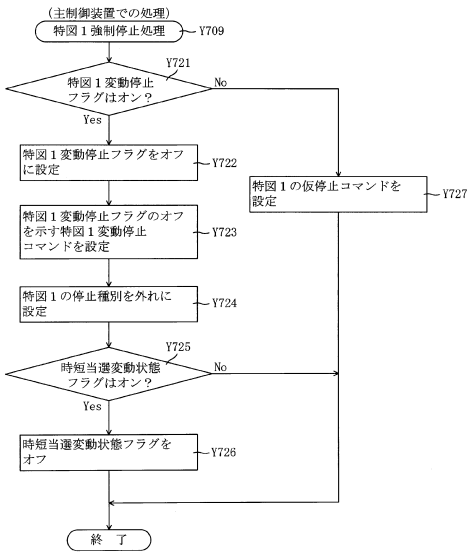 (主制御装置での処理)
特図1強制停止処理
Y709
Y721
特図1変動停止
フラグはオン?
No
Yes
特図1変動停止フラグをオフ
に設定
Y722
特図1の仮停止コマンドを
設定
Y727
特図1変動停止フラグのオフ
を示す特図1変動停止
コマンドを設定
Y723
特図1の停止種別を外れに
設定
Y724
Y725
時短当選変動状態
フラグはオン?
No
Yes
時短当選変動状態フラグを
オフ
Y726
終 了